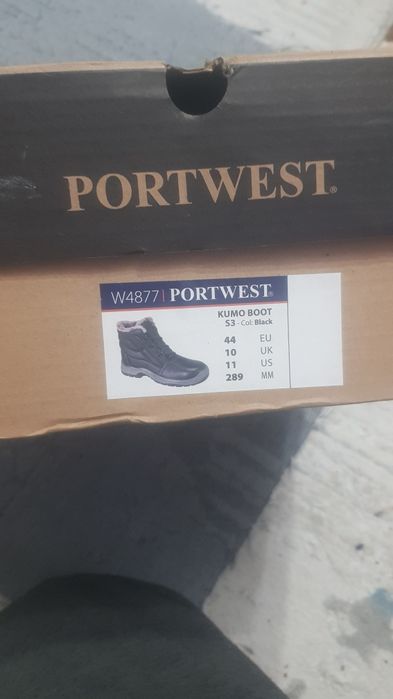 PORTWEST®
W4877 | PORTWEST®
KUMO BOOT
S3 - Col: Black
44 EU
10 UK
11 US
289 MM